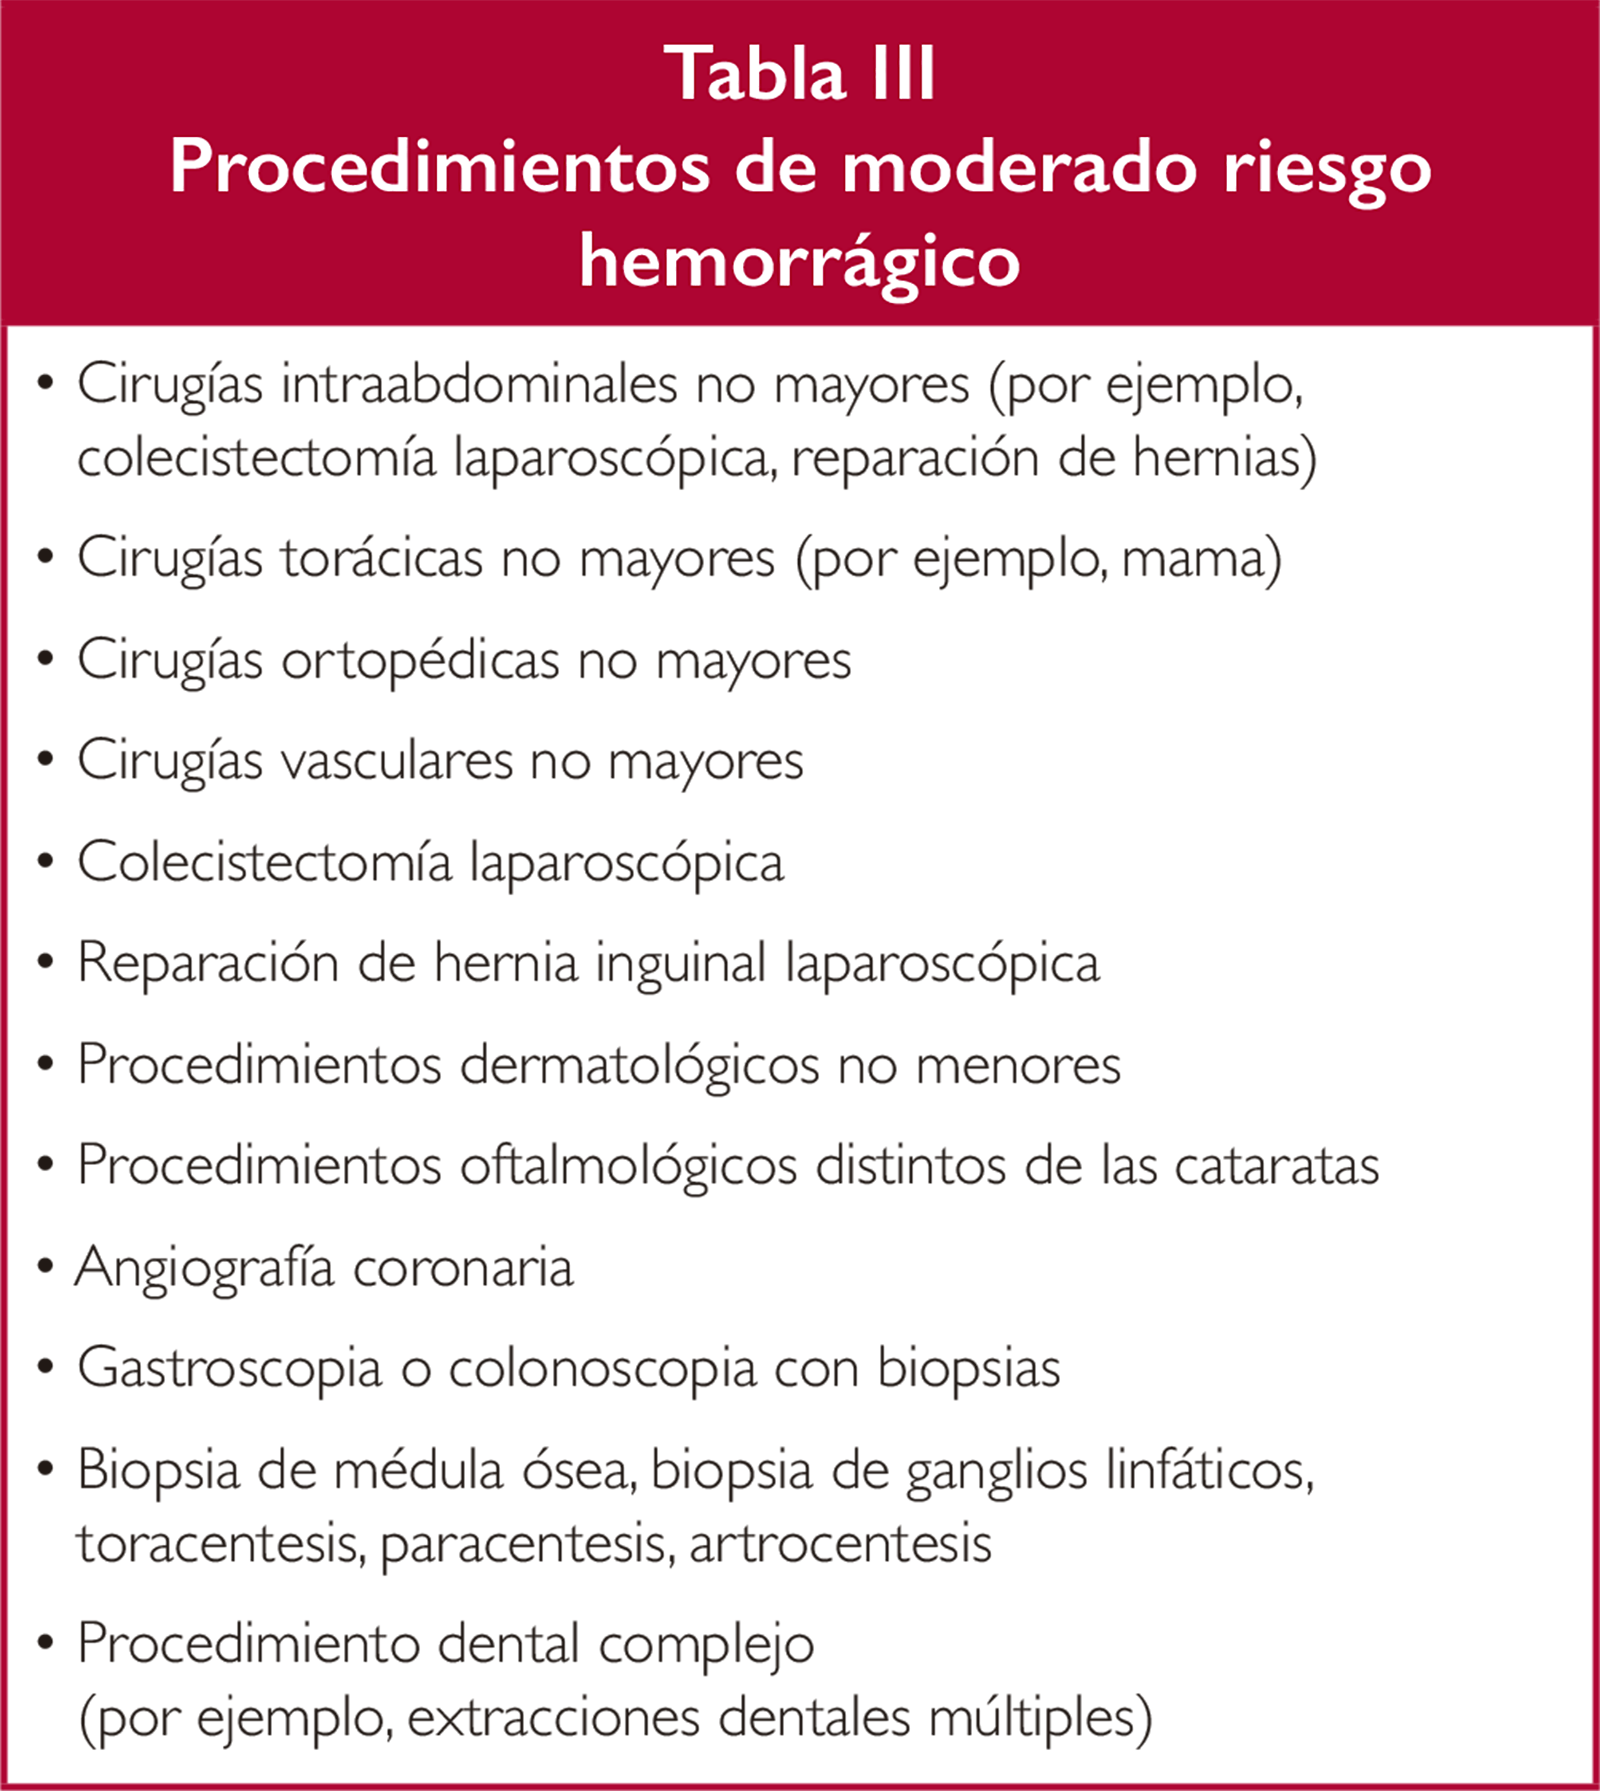 Tabla III
Procedimientos de moderado riesgo
hemorrágico
• Cirugías intraabdominales no mayores (por ejemplo,
colecistectomía laparoscópica, reparación de hernias)
• Cirugías torácicas no mayores (por ejemplo, mama)
• Cirugías ortopédicas no mayores
• Cirugías vasculares no mayores
• Colecistectomía laparoscópica
• Reparación de hernia inguinal laparoscópica
• Procedimientos dermatológicos no menores
• Procedimientos oftalmológicos distintos de las cataratas
• Angiografía coronaria
• Gastroscopia o colonoscopia con biopsias
• Biopsia de médula ósea, biopsia de ganglios linfáticos,
toracentesis, paracentesis, artrocentesis
• Procedimiento dental complejo
(por ejemplo, extracciones dentales múltiples)